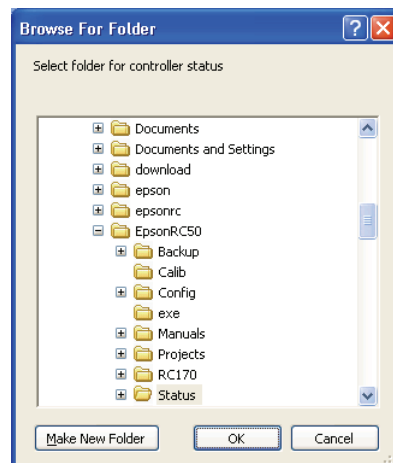 Browse For Folder
Select folder for controller status
Documents
Documents and Settings
download
epson
epsonrc
EpsonRC50
Backup
Calib
Config
exe
Manuals
Projects
RC170
Status
Make New Folder
OK
Cancel